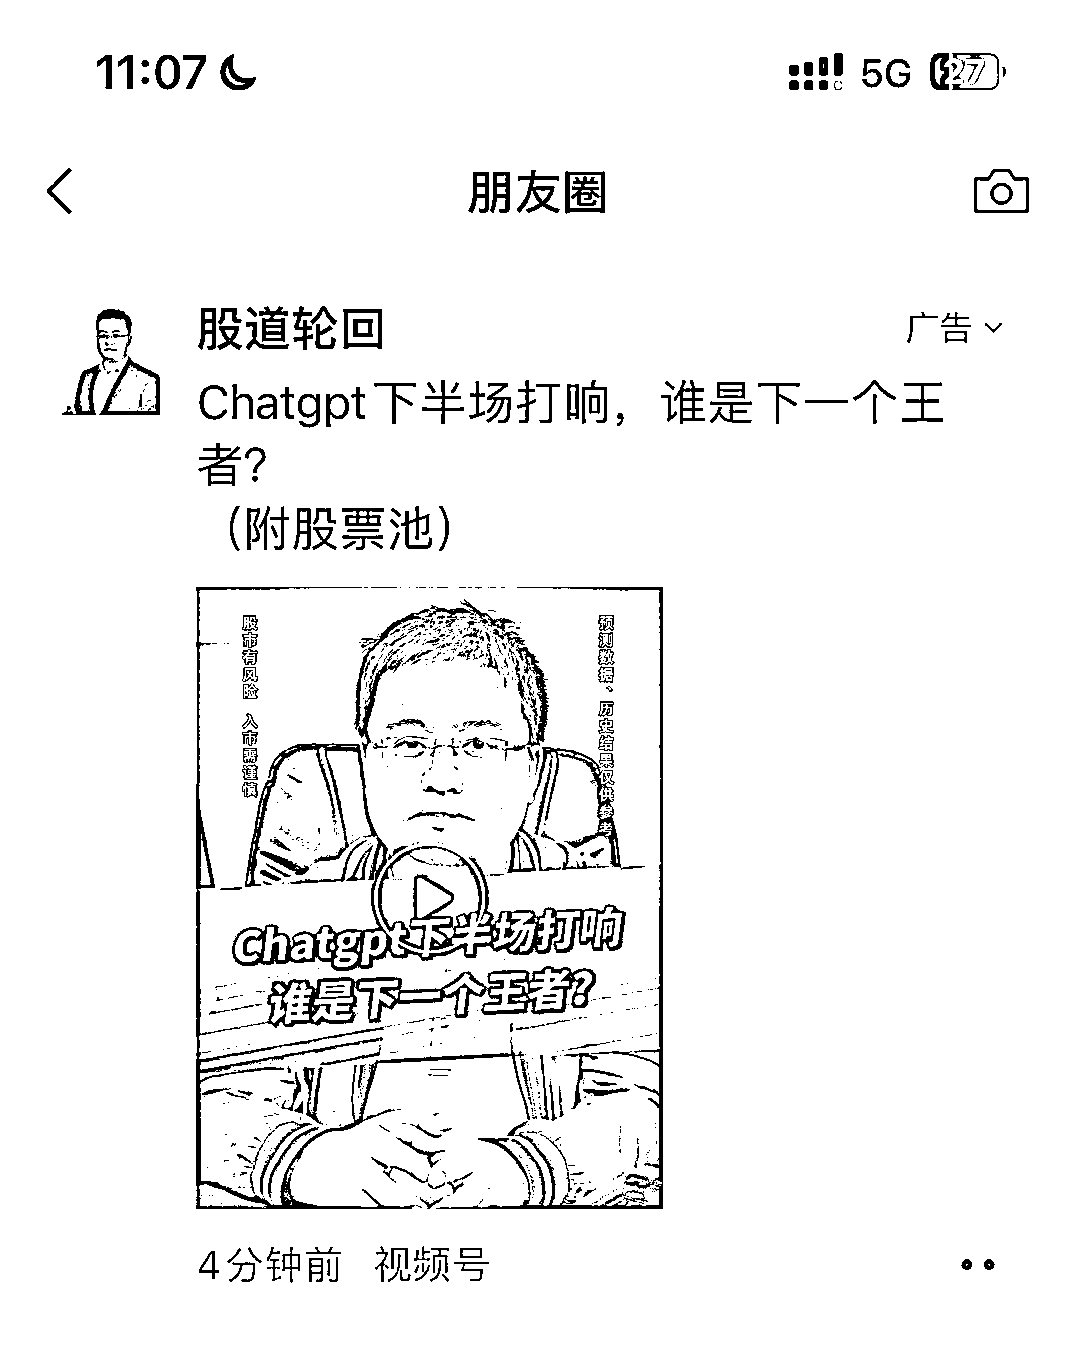 11:07
5G
27
朋友圈
股道轮回
广告
Chatgpt下半场打响，谁是下一个王
者？
（附股票池）
股市有风险 入市需谨慎
预测数据、历史结果仅供参考
Chatgpt下半场打响
谁是下一个王者?
4分钟前 视频号